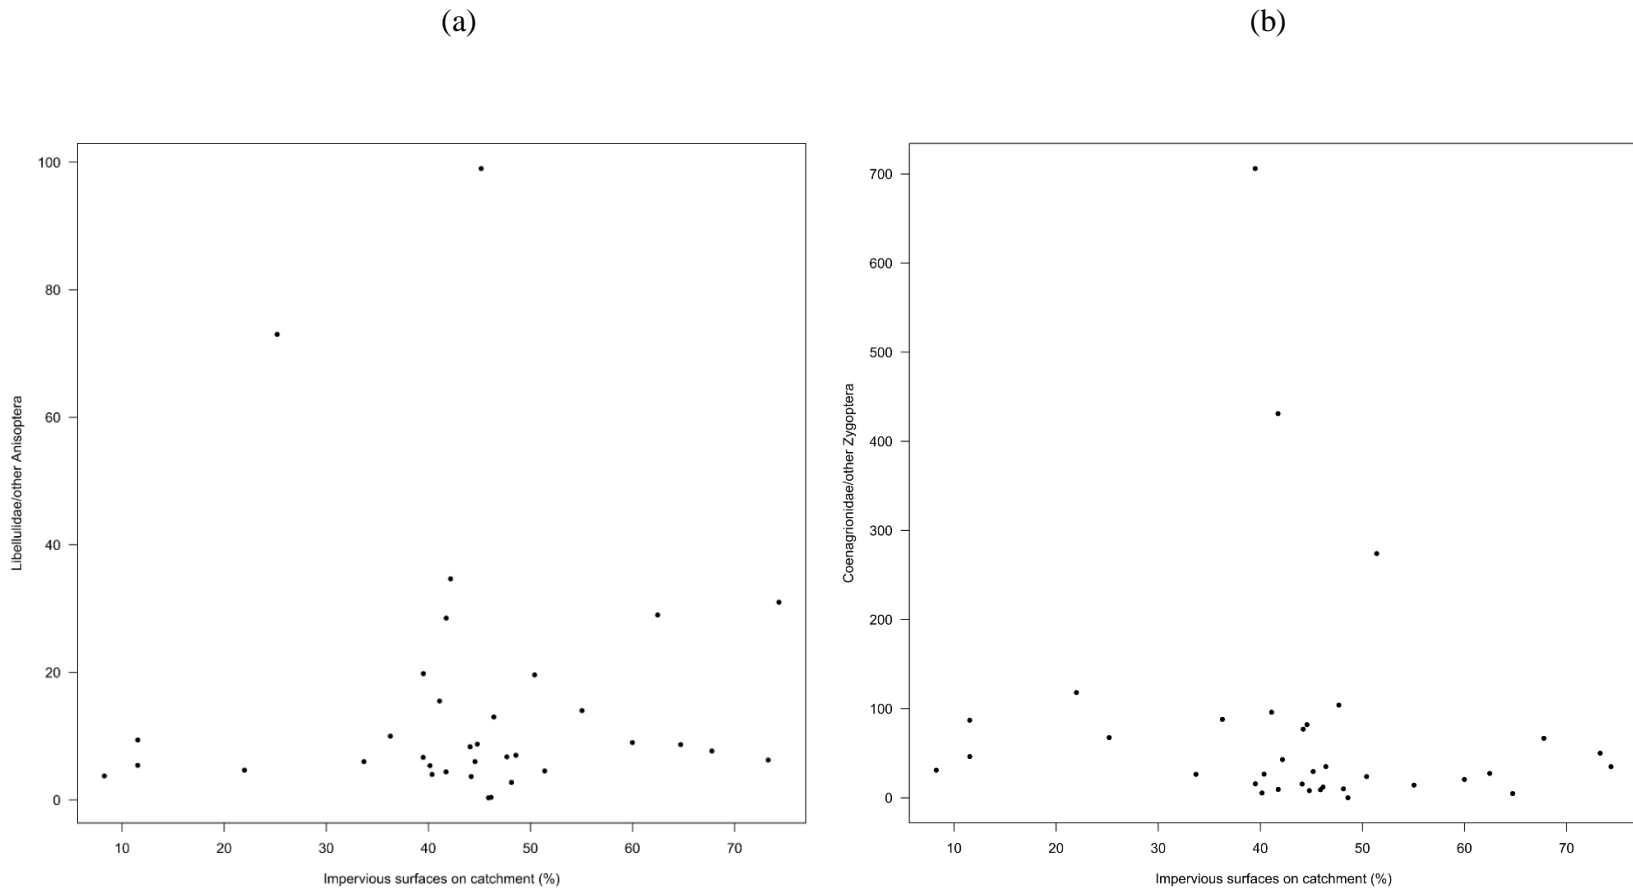 (a)
(b)
100
80
60
40
20
0
Libellulidae/other Anisoptera
10 20 30 40 50 60 70
Impervious surfaces on catchment (%)
700
600
500
400
300
200
100
0
Coenagrionidae/other Zygoptera
10 20 30 40 50 60 70
Impervious surfaces on catchment (%)